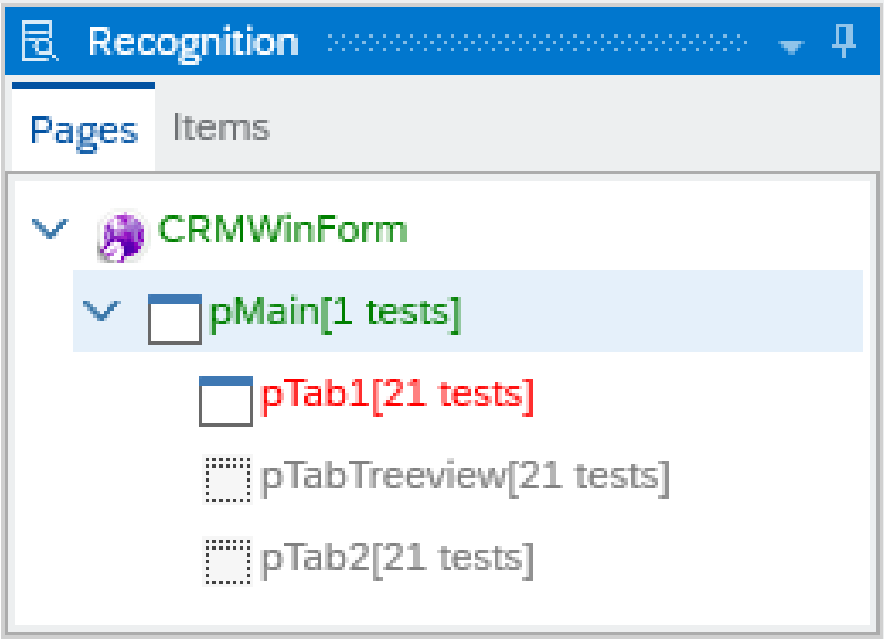 Recognition
Pages Items
CRMWinForm
pMain[1 tests]
pTab1[21 tests]
pTabTreeview[21 tests]
pTab2[21 tests]